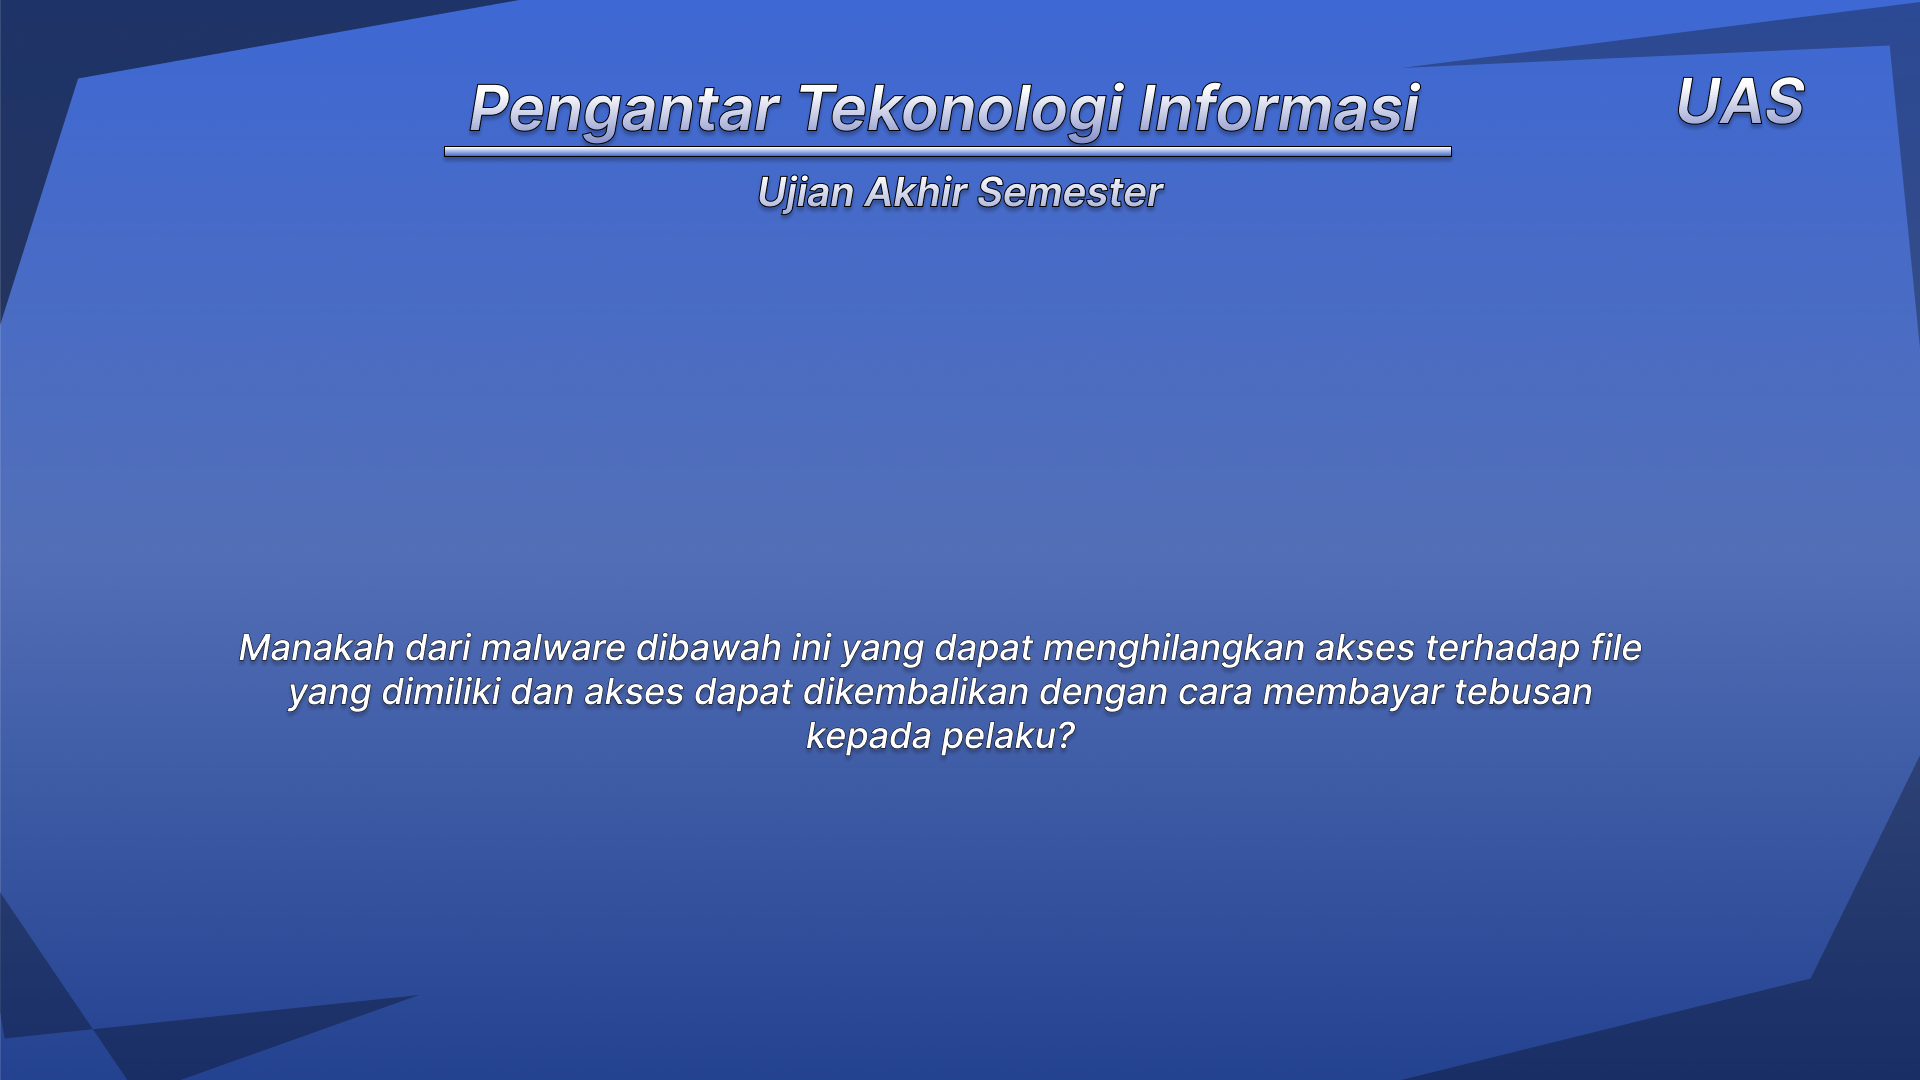 Pengantar Tekonologi Informasi
UAS
Ujian Akhir Semester
Manakah dari malware dibawah ini yang dapat menghilangkan akses terhadap file
yang dimiliki dan akses dapat dikembalikan dengan cara membayar tebusan
kepada pelaku?